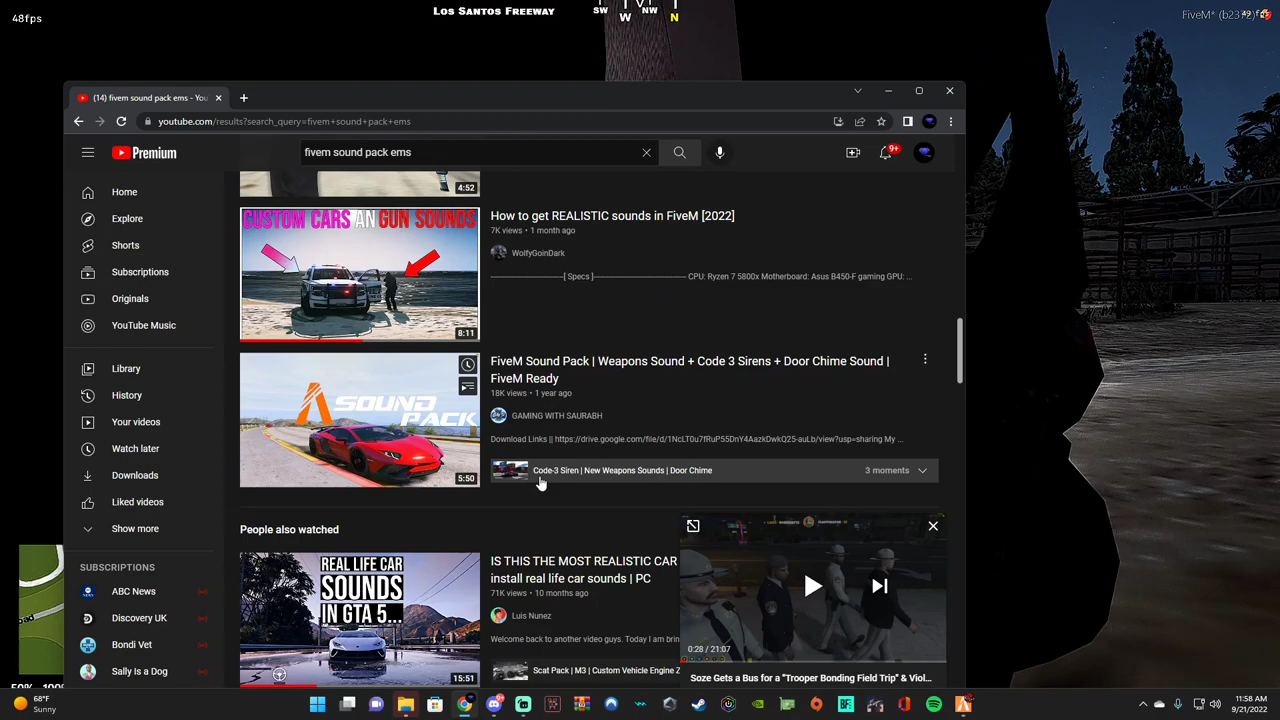 48fps
Los Santos Freeway
SW
W
NW
N
FiveM* (b2372)
(14) fivem sound pack ems - You
youtube.com/results?search_query=fivem+sound+pack+ems
Premium
fivem sound pack ems
9+
Home
Explore
Shorts
Subscriptions
Originals
YouTube Music
Library
History
Your videos
Watch later
Downloads
Liked videos
Show more
SUBSCRIPTIONS
ABC News
Discovery UK
Bondi Vet
Sally Is a Dog
4:52
CUSTOM CARS AN GUN SOUNDS
8:11
How to get REALISTIC sounds in FiveM [2022]
7K views • 1 month ago
WolfyGoinDark
[ Specs ] CPU: Ryzen 7 5800x Motherboard: Asus B450-F gaming GPU: ...
SOUND
PACK
5:50
FiveM Sound Pack | Weapons Sound + Code 3 Sirens + Door Chime Sound |
FiveM Ready
18K views • 1 year ago
GAMING WITH SAURABH
Download Links || https://drive.google.com/file/d/1NcLT0u7fRuP55DnY4AazkDwkQ25-auLb/view?usp=sharing My ...
Code-3 Siren | New Weapons Sounds | Door Chime
3 moments
People also watched
REAL LIFE CAR
SOUNDS
IN GTA 5...
15:51
IS THIS THE MOST REALISTIC CAR
install real life car sounds | PC
71K views • 10 months ago
Luis Nunez
Welcome back to another video guys. Today I am brin
Scat Pack | M3 | Custom Vehicle Engine Z
0:28 / 21:07
Soze Gets a Bus for a "Trooper Bonding Field Trip" & Viol...
68°F
Sunny
11:58 AM
9/21/2022